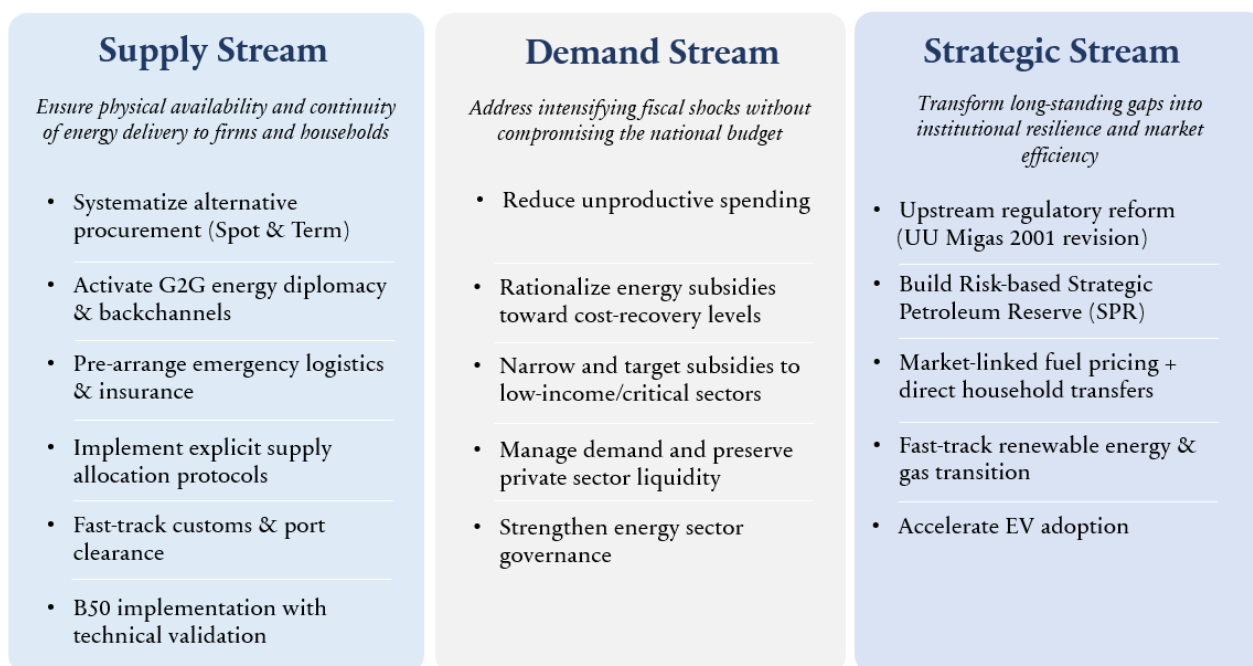 Supply Stream
Ensure physical availability and continuity
of energy delivery to firms and households
• Systematize alternative
procurement (Spot & Term)
• Activate G2G energy diplomacy
& backchannels
• Pre-arrange emergency logistics
& insurance
• Implement explicit supply
allocation protocols
• Fast-track customs & port
clearance
• B50 implementation with
technical validation
Demand Stream
Address intensifying fiscal shocks without
compromising the national budget
• Reduce unproductive spending
• Rationalize energy subsidies
toward cost-recovery levels
• Narrow and target subsidies to
low-income/critical sectors
• Manage demand and preserve
private sector liquidity
• Strengthen energy sector
governance
Strategic Stream
Transform long-standing gaps into
institutional resilience and market
efficiency
• Upstream regulatory reform
(UU Migas 2001 revision)
• Build Risk-based Strategic
Petroleum Reserve (SPR)
• Market-linked fuel pricing +
direct household transfers
• Fast-track renewable energy &
gas transition
• Accelerate EV adoption